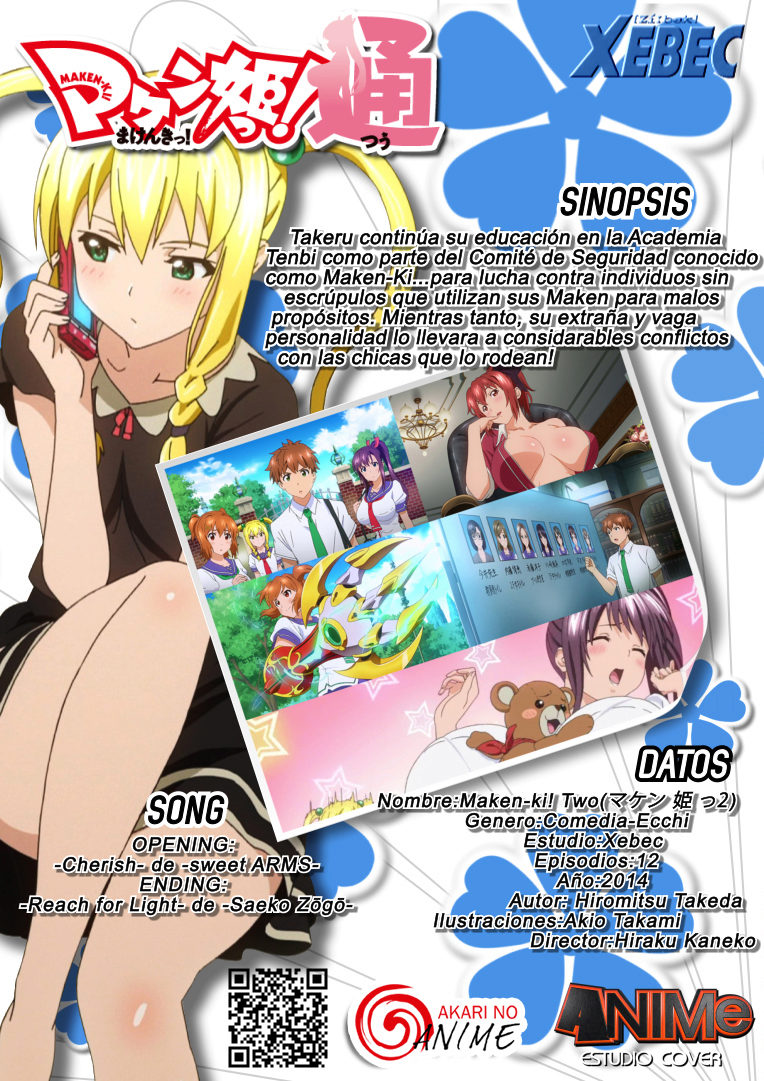 MAKEN-KI!
マケン姫っ!通
まけんきっ! つう
[Zí:bək]
XEBEC
SINOPSIS
Takeru continúa su educación en la Academia
Tenbi como parte del Comité de Seguridad conocido
como Maken-Ki...para lucha contra individuos sin
escrúpulos que utilizan sus Maken para malos
propósitos. Mientras tanto, su extraña y vaga
personalidad lo llevara a considarables conflictos
con las chicas que lo rodean!
DATOS
Nombre:Maken-ki! Two(マケン 姫 っ2)
Genero:Comedia-Ecchi
Estudio:Xebec
Episodios:12
Año:2014
Autor: Hiromitsu Takeda
Ilustraciones:Akio Takami
Director:Hiraku Kaneko
SONG
OPENING:
-Cherish- de -sweet ARMS-
ENDING:
-Reach for Light- de -Saeko Zōgō-
AKARI NO
ANIME
ANIMe
ESTUDIO COVER